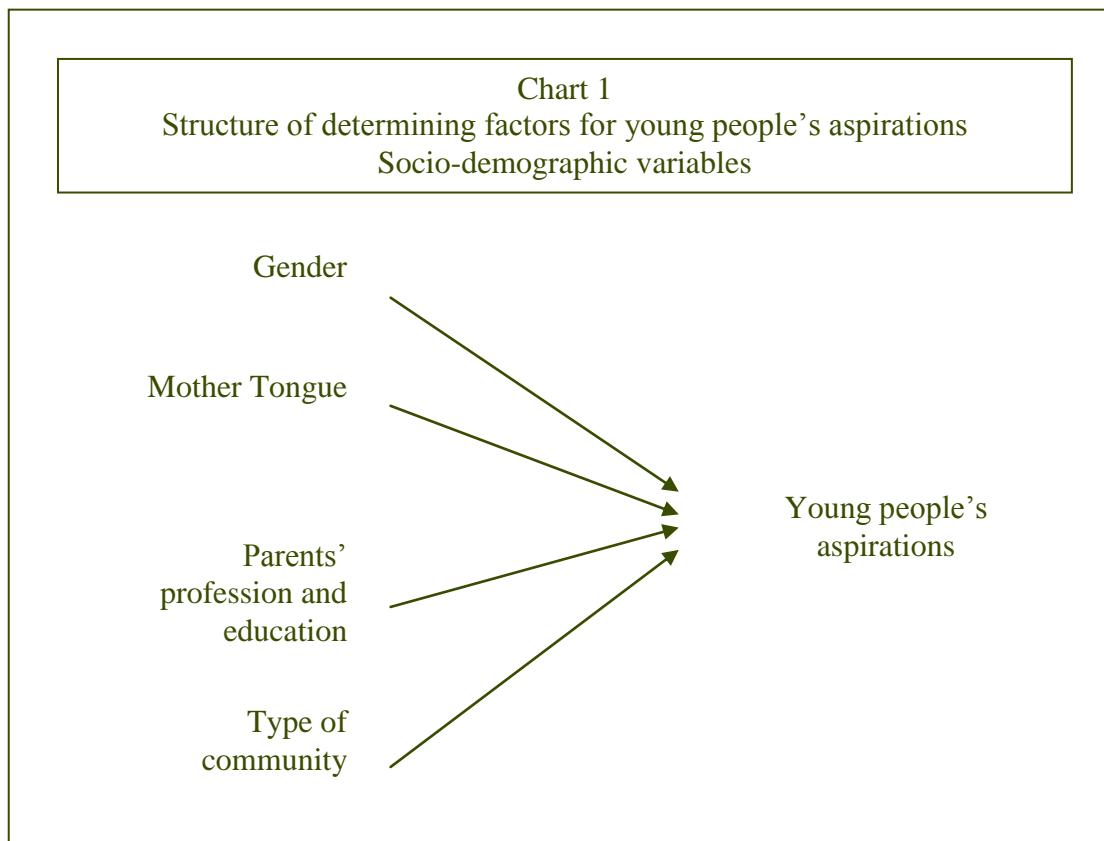 Chart 1
Structure of determining factors for young people’s aspirations
Socio-demographic variables
Gender
Mother Tongue
Parents’
profession and
education
Type of
community
Young people’s
aspirations